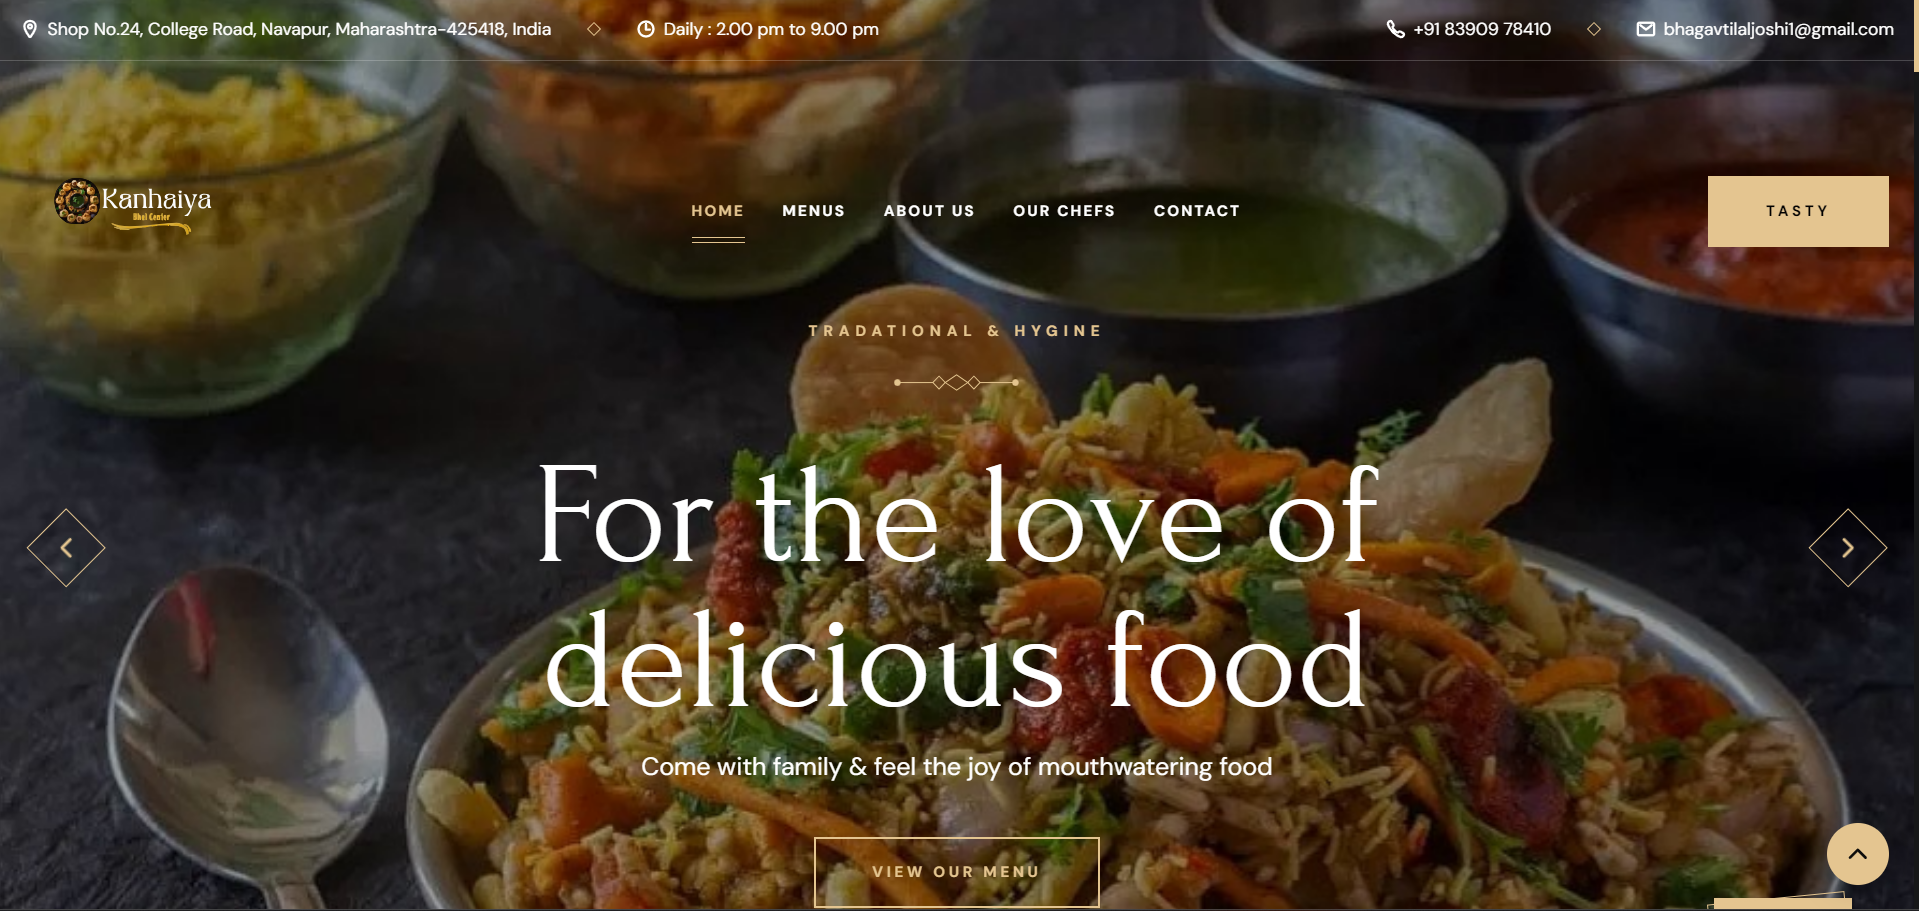 Shop No.24, College Road, Navapur, Maharashtra-425418, India
Daily : 2.00 pm to 9.00 pm
+91 83909 78410
bhagavtilaljoshi1@gmail.com
Kanhaiya
Bhel Center
HOME
MENUS
ABOUT US
OUR CHEFS
CONTACT
TASTY
TRADATIONAL & HYGINE
For the love of
delicious food
Come with family & feel the joy of mouthwatering food
VIEW OUR MENU